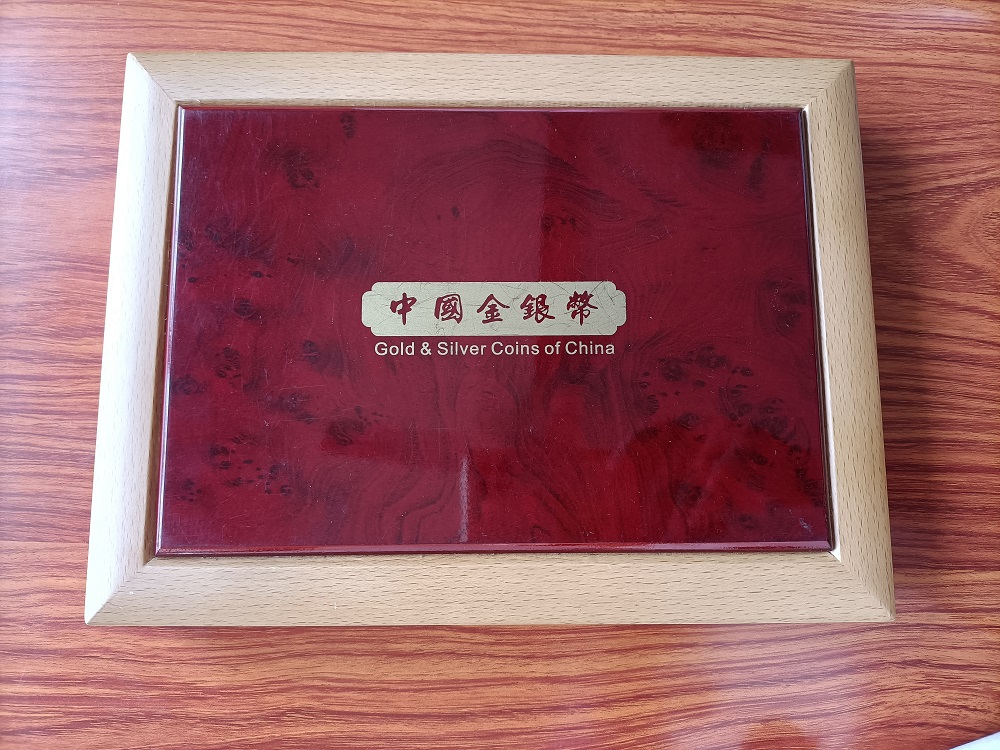 中國金銀幣
Gold & Silver Coins of China